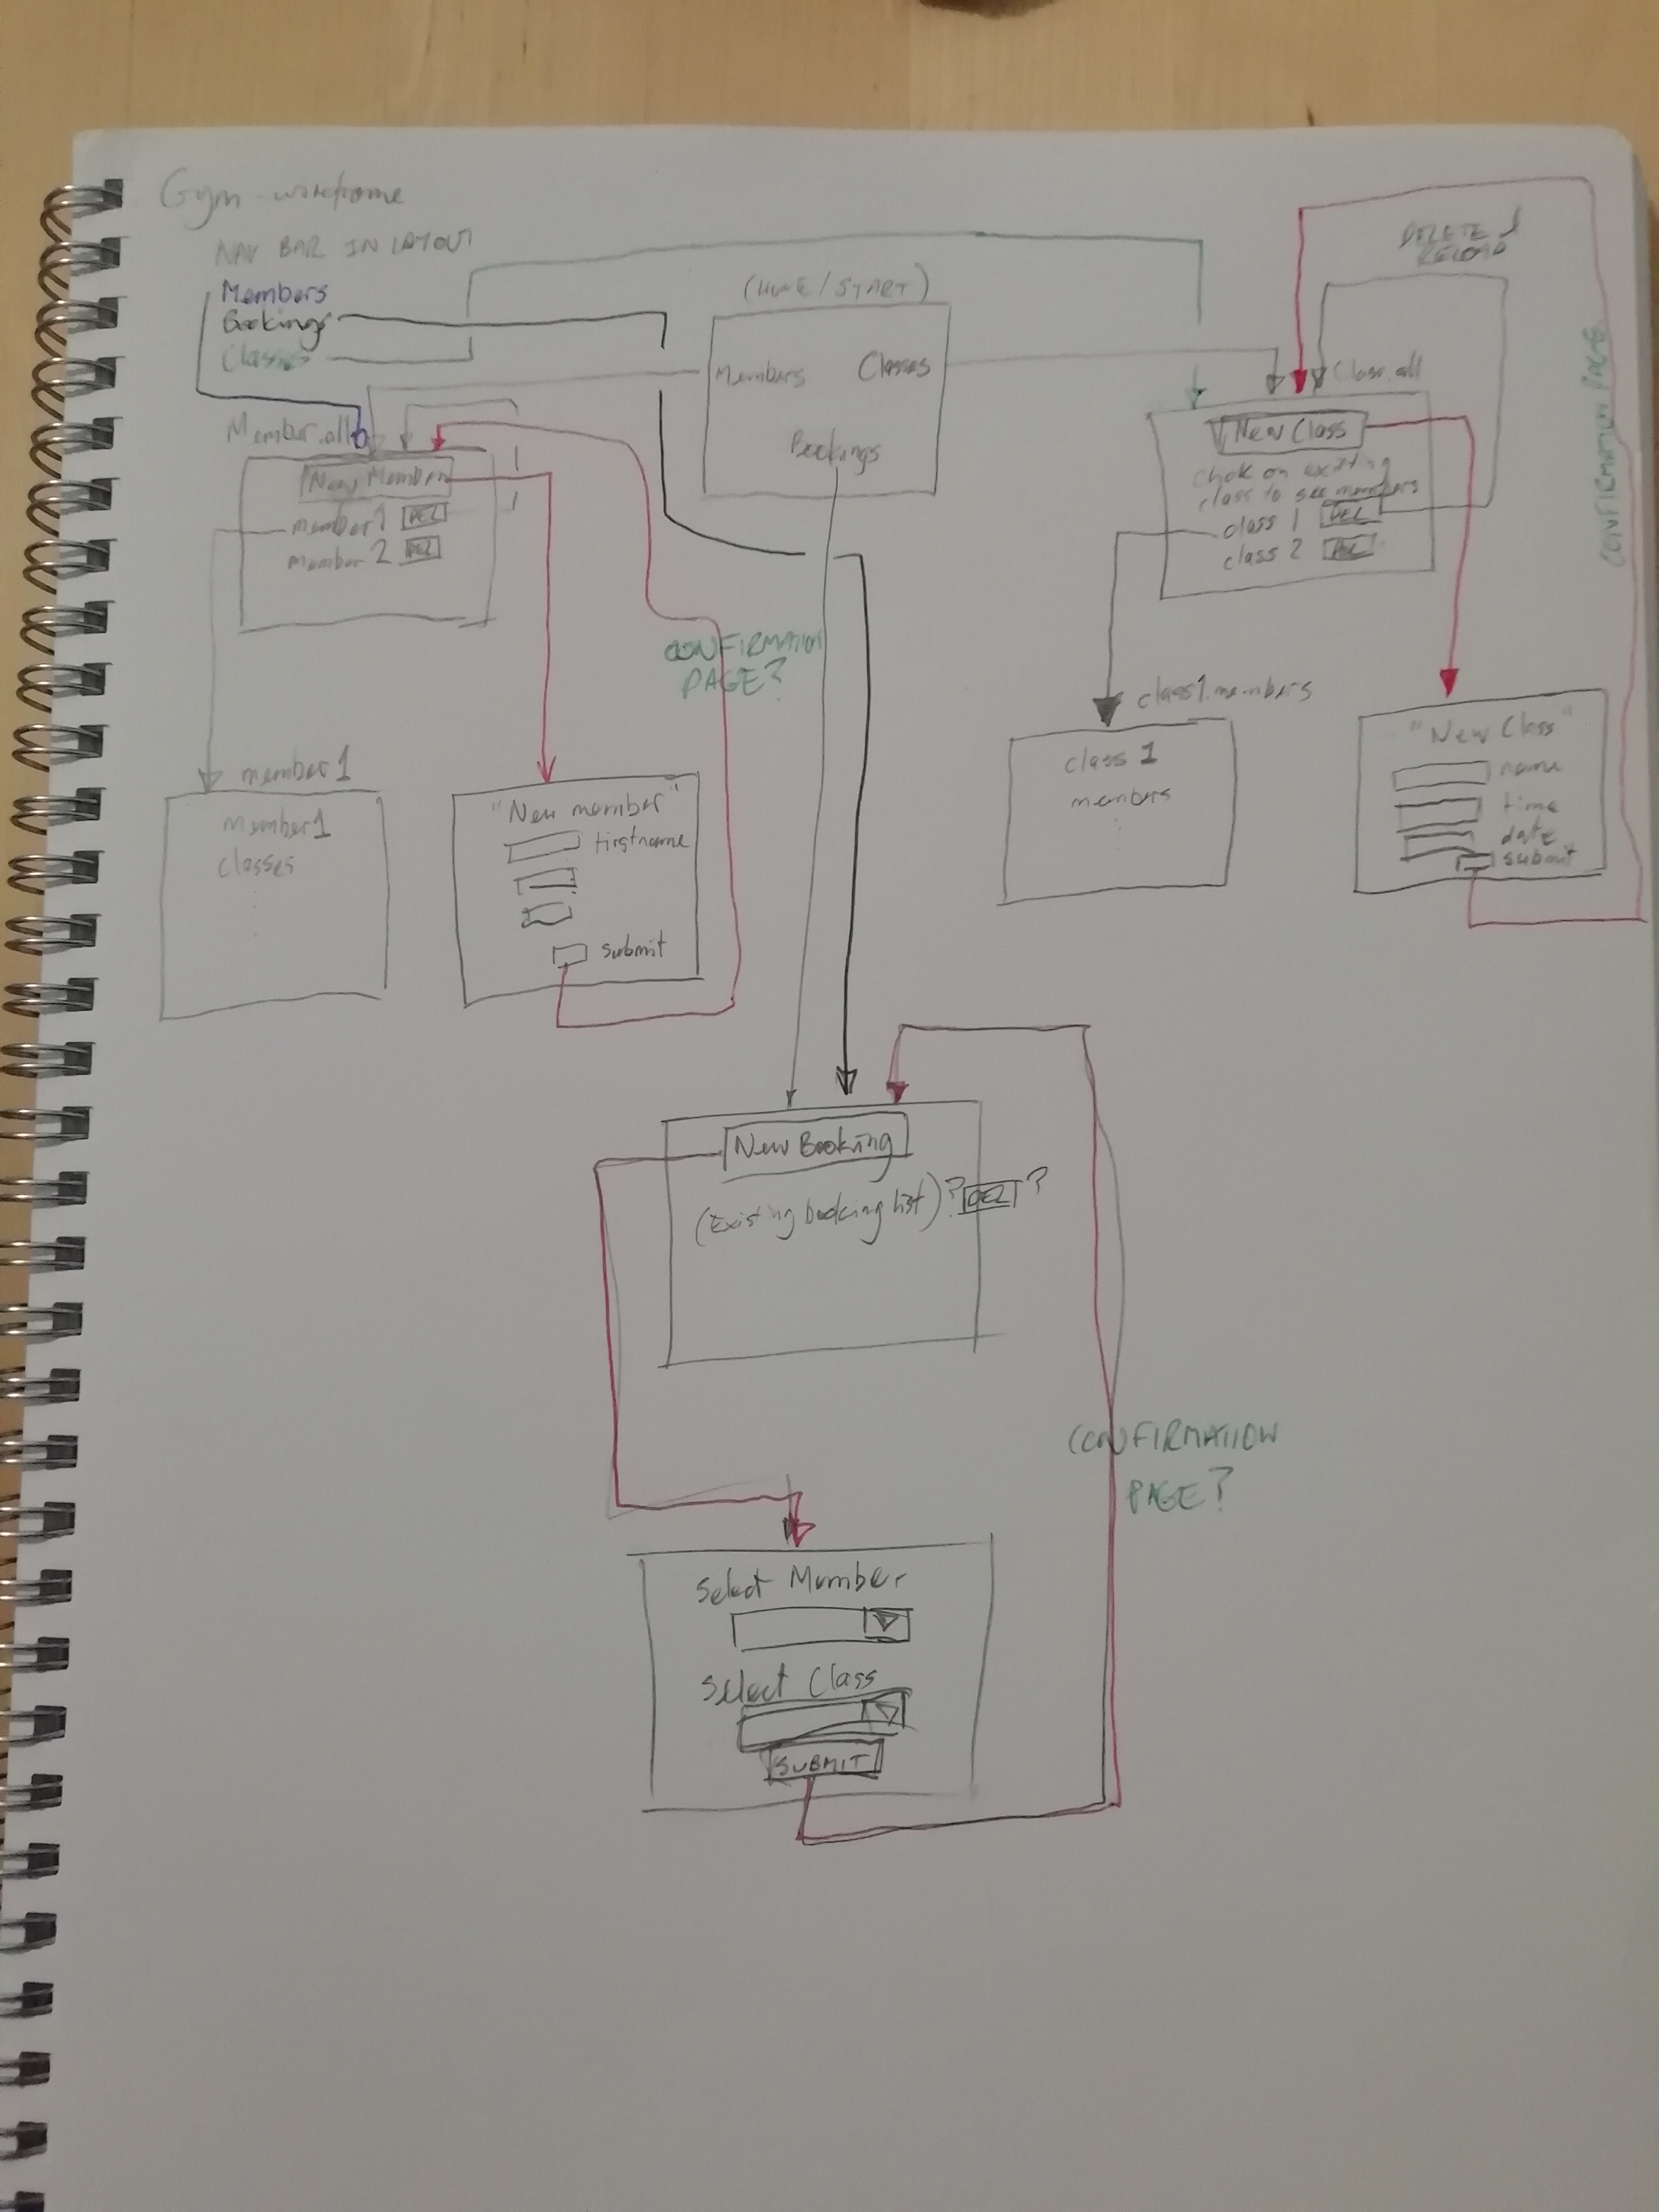 Gym - wireframe
NAV BAR IN LAYOUT
Members
Bookings
Classes
(HOME / START)
Members
Classes
Bookings
DELETE &
RELOAD
Class.all
New Class
click on existing
class to see members
class 1 DEL
class 2 DEL
CONFIRMATION PAGE
Member.all
New Member
member 1 DEL
member 2 DEL
CONFIRMATION
PAGE?
member 1
member 1
classes
"New member"
firstname
submit
class1.members
class 1
members
"New Class"
name
time
date
submit
New Booking
(Existing booking list)? DEL ?
CONFIRMATION
PAGE?
Select Member
Select Class
SUBMIT